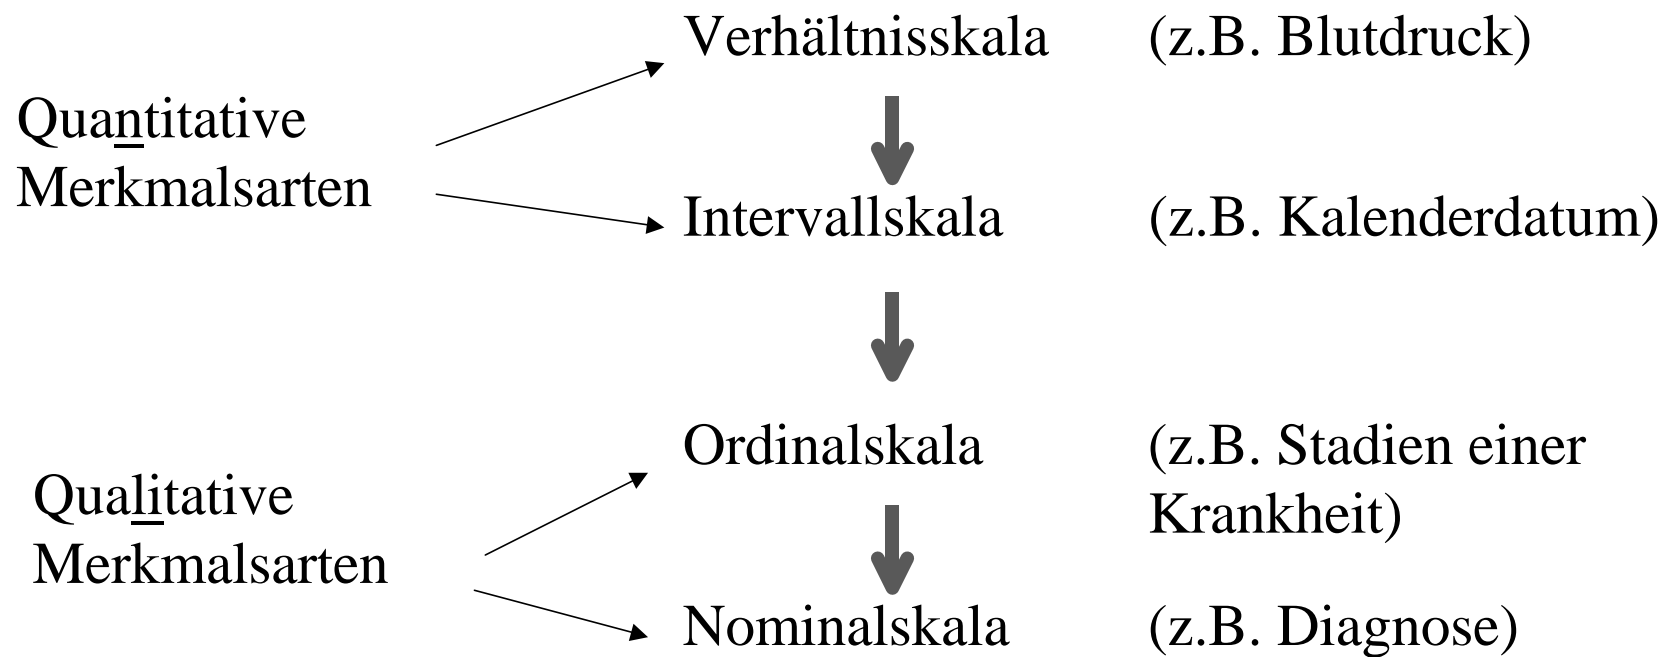 Verhältnisskala (z.B. Blutdruck)
Quantitative
Merkmalsarten
Intervallskala (z.B. Kalenderdatum)
Ordinalskala (z.B. Stadien einer
Krankheit)
Qualitative
Merkmalsarten
Nominalskala (z.B. Diagnose)